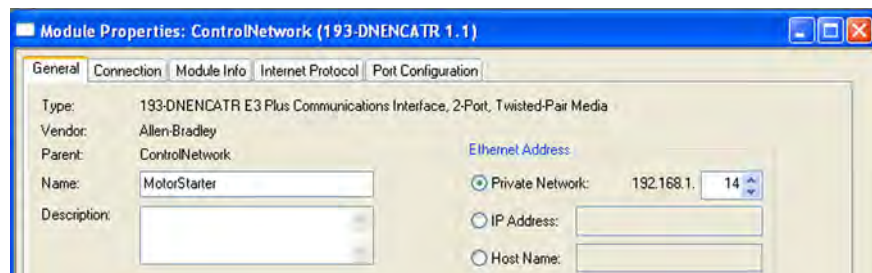 Module Properties: ControlNetwork (193-DNENCATR 1.1)
General Connection Module Info Internet Protocol Port Configuration
Type: 193-DNENCATR E3 Plus Communications Interface, 2-Port, Twisted-Pair Media
Vendor: Allen-Bradley
Parent: ControlNetwork
Ethernet Address
Name: MotorStarter
Private Network: 192.168.1. 14
Description:
IP Address:
Host Name: